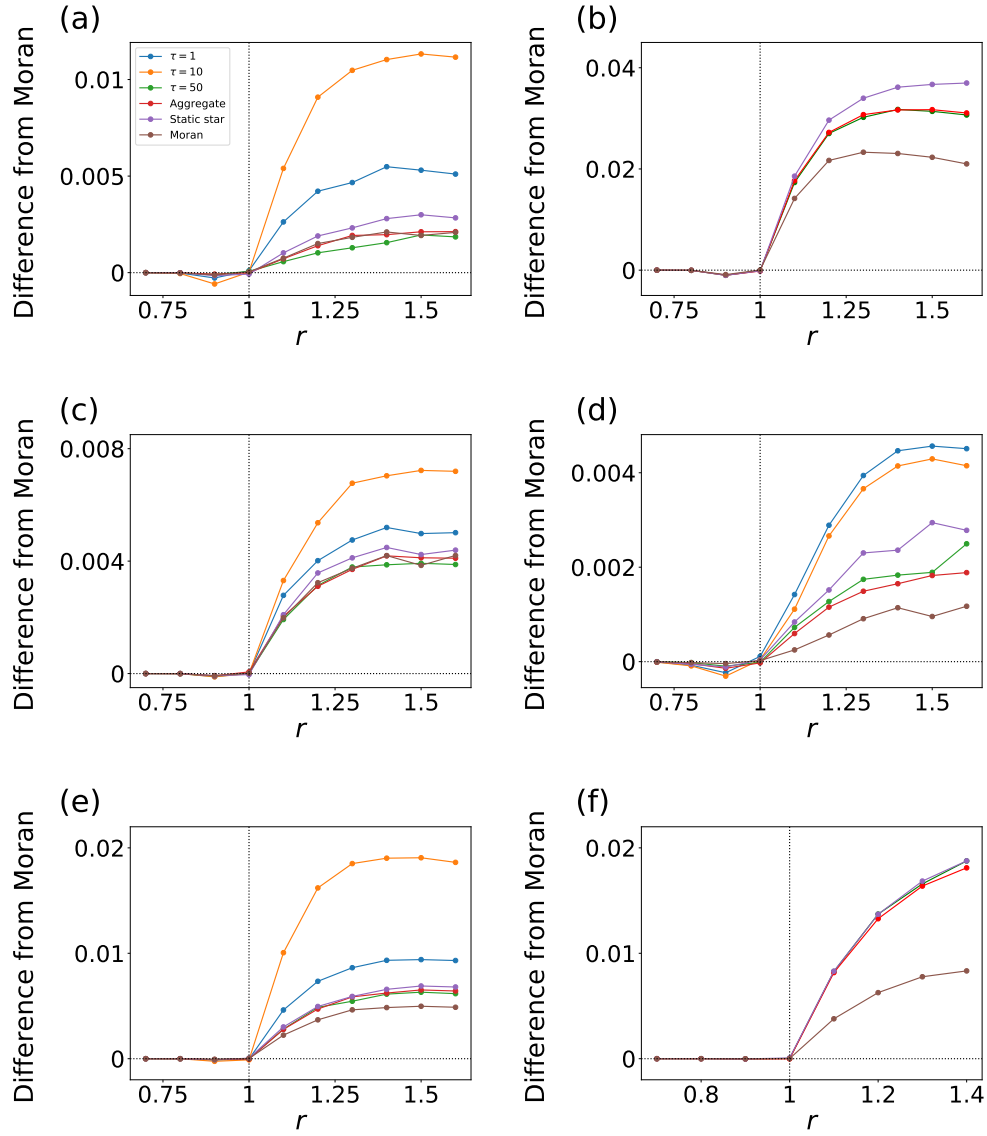 (a)
Difference from Moran
0.01
0.005
0
τ = 1
τ = 10
τ = 50
Aggregate
Static star
Moran
0.75
1
1.25
1.5
r
(b)
Difference from Moran
0.04
0.02
0
0.75
1
1.25
1.5
r
(c)
Difference from Moran
0.008
0.004
0
0.75
1
1.25
1.5
r
(d)
Difference from Moran
0.004
0.002
0
0.75
1
1.25
1.5
r
(e)
Difference from Moran
0.02
0.01
0
0.75
1
1.25
1.5
r
(f)
Difference from Moran
0.02
0.01
0
0.8
1
1.2
1.4
r